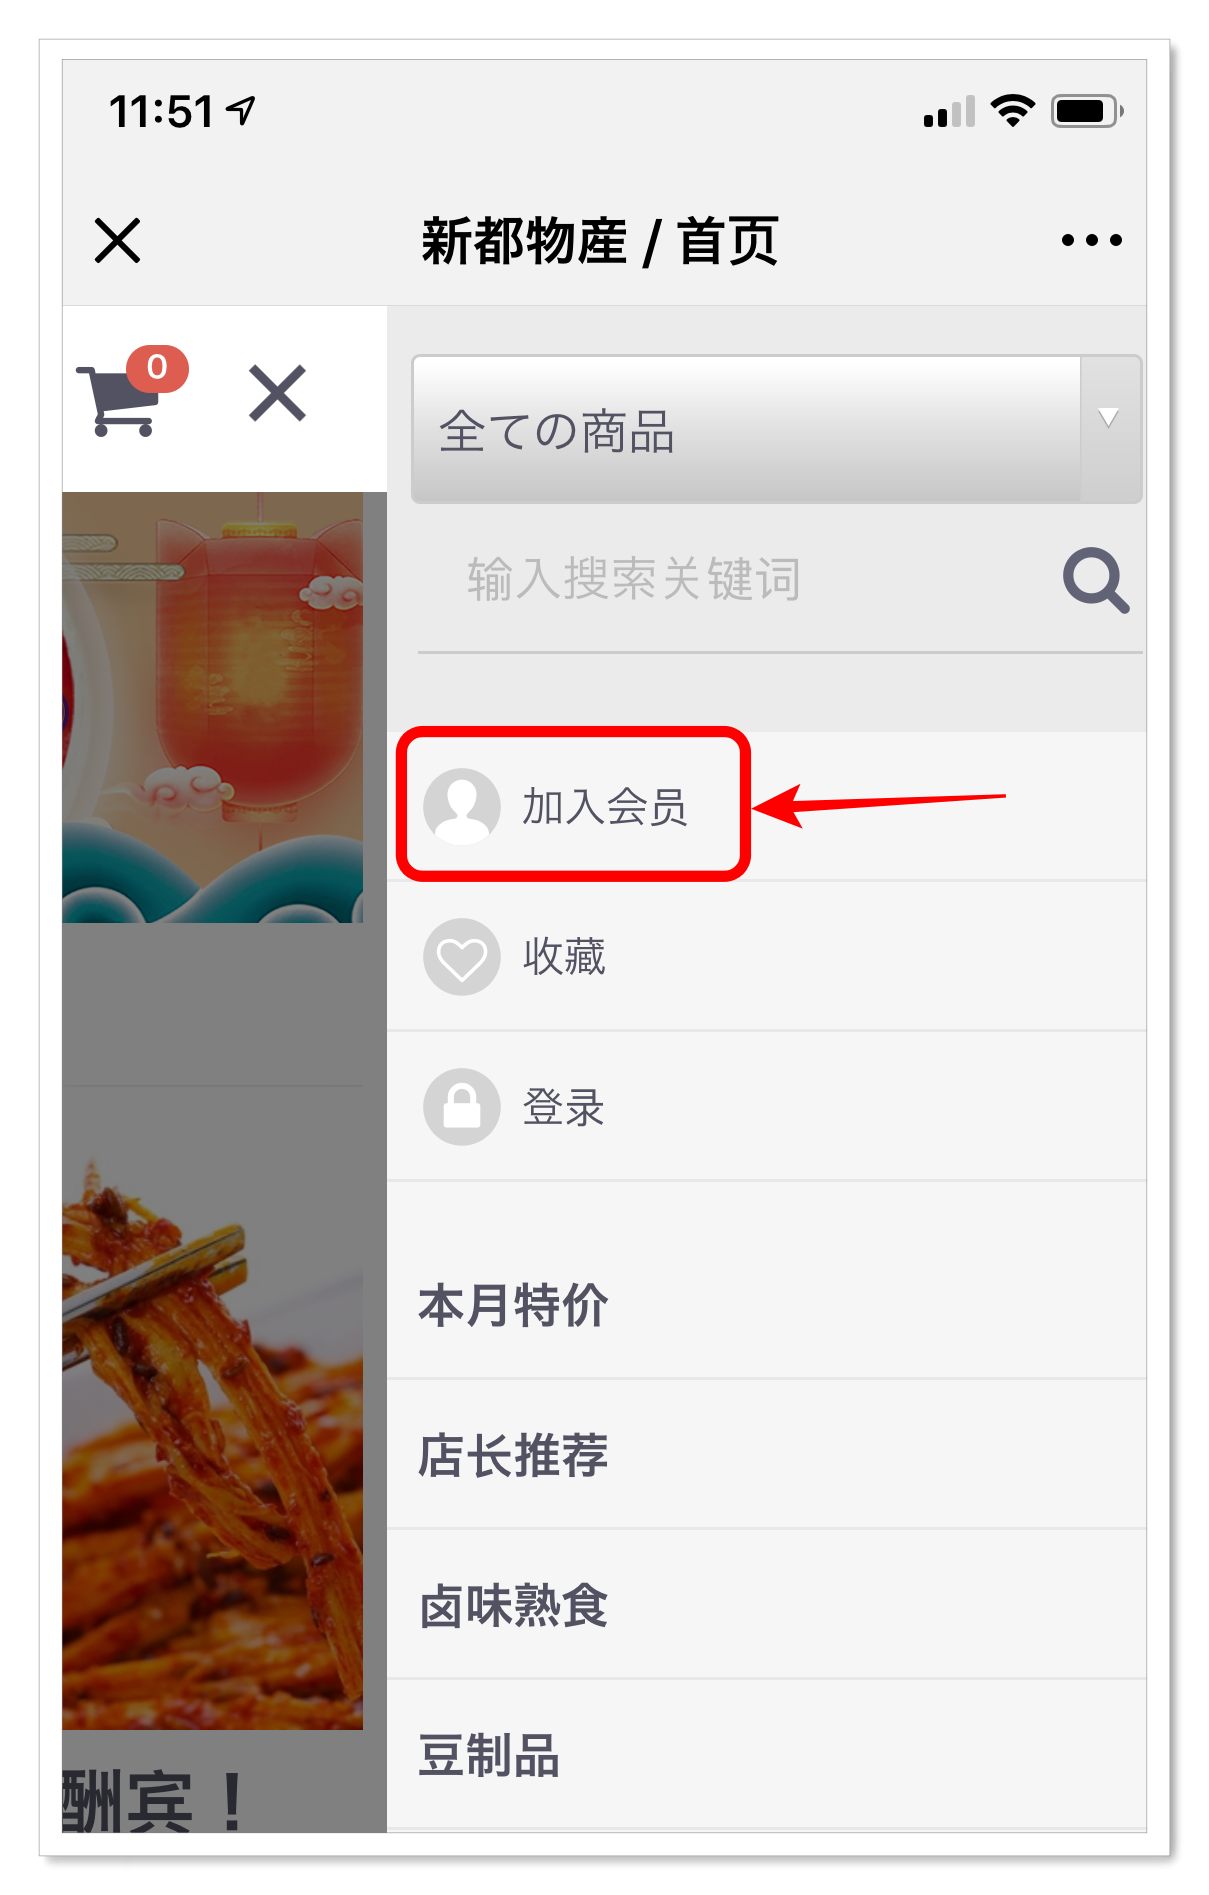 11:51
新都物産 / 首页
0
全ての商品
输入搜索关键词
加入会员
收藏
登录
本月特价
店长推荐
卤味熟食
豆制品
酬宾！